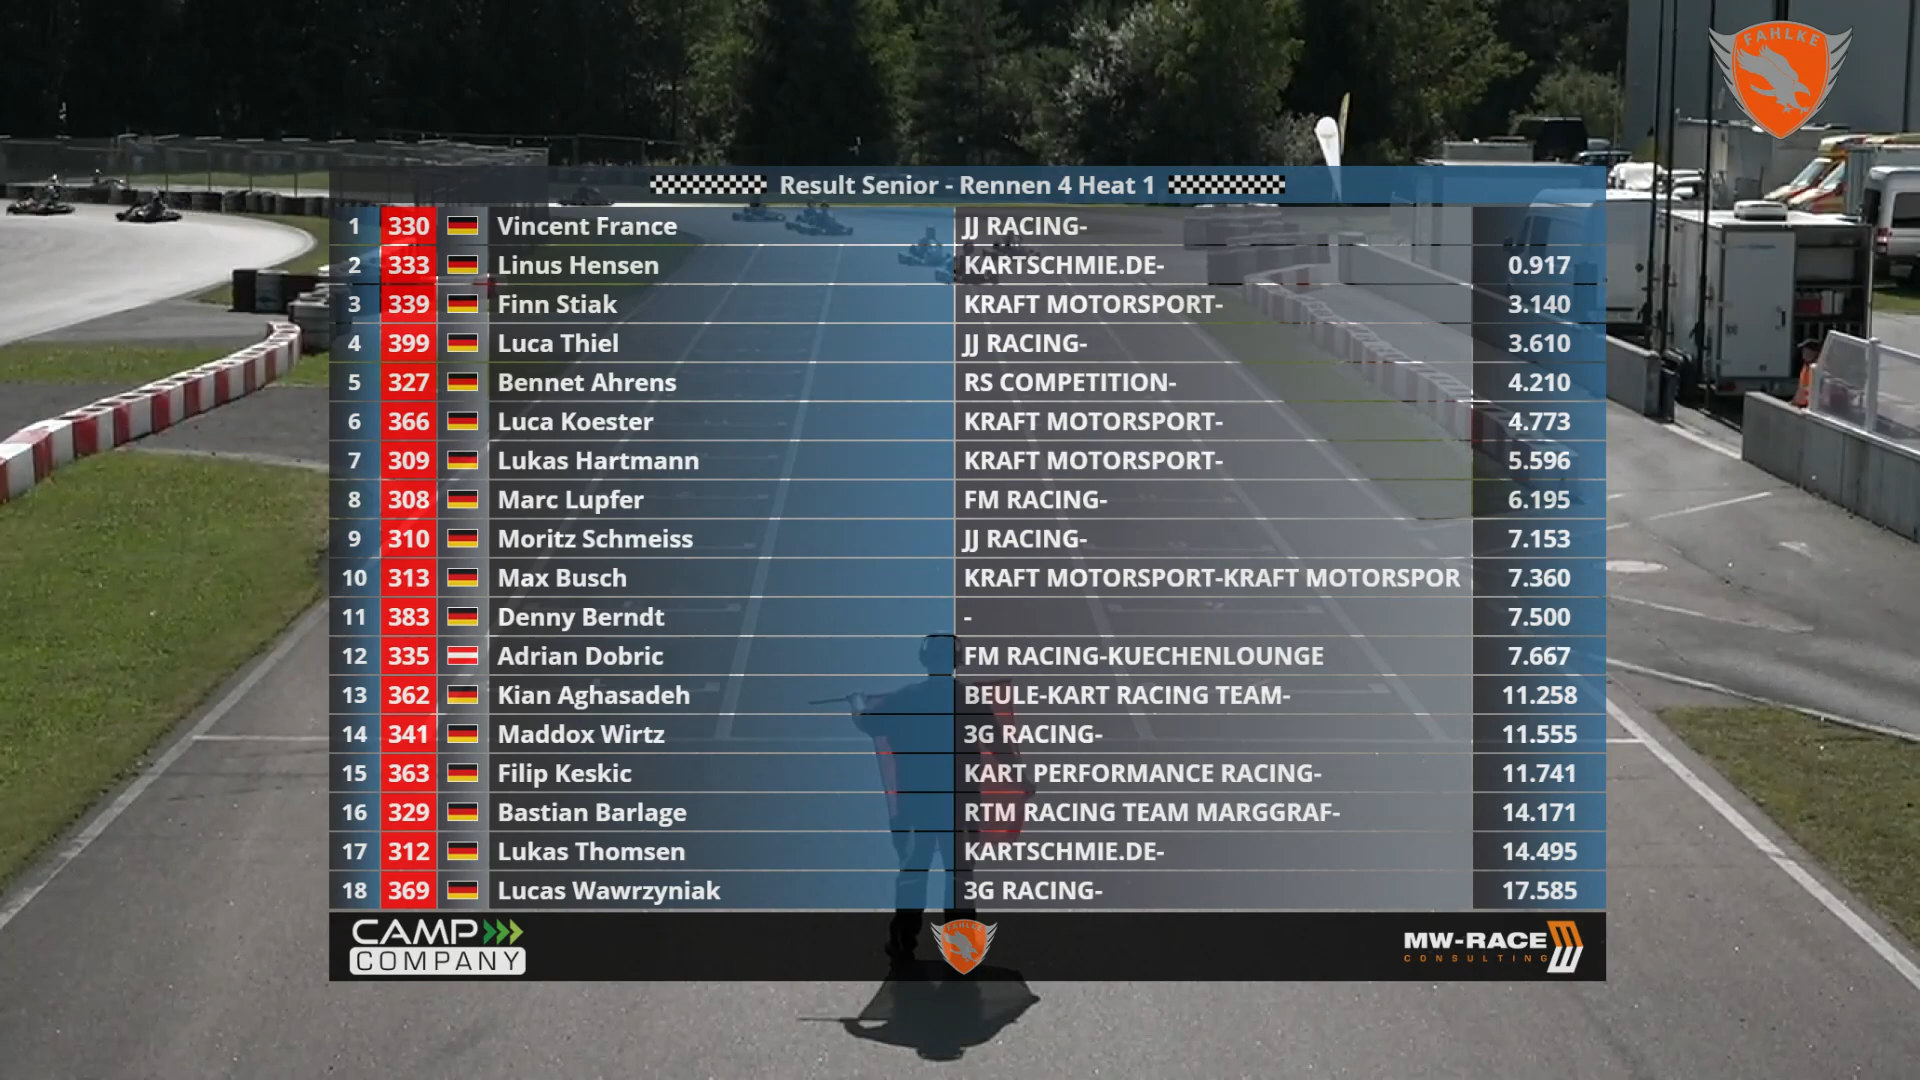 FAHLKE
Result Senior - Rennen 4 Heat 1
1 330 Vincent France JJ RACING-
2 333 Linus Hensen KARTSCHMIE.DE- 0.917
3 339 Finn Stiak KRAFT MOTORSPORT- 3.140
4 399 Luca Thiel JJ RACING- 3.610
5 327 Bennet Ahrens RS COMPETITION- 4.210
6 366 Luca Koester KRAFT MOTORSPORT- 4.773
7 309 Lukas Hartmann KRAFT MOTORSPORT- 5.596
8 308 Marc Lupfer FM RACING- 6.195
9 310 Moritz Schmeiss JJ RACING- 7.153
10 313 Max Busch KRAFT MOTORSPORT-KRAFT MOTORSPOR 7.360
11 383 Denny Berndt - 7.500
12 335 Adrian Dobric FM RACING-KUECHENLOUNGE 7.667
13 362 Kian Aghasadeh BEULE-KART RACING TEAM- 11.258
14 341 Maddox Wirtz 3G RACING- 11.555
15 363 Filip Keskic KART PERFORMANCE RACING- 11.741
16 329 Bastian Barlage RTM RACING TEAM MARGGRAF- 14.171
17 312 Lukas Thomsen KARTSCHMIE.DE- 14.495
18 369 Lucas Wawrzyniak 3G RACING- 17.585
CAMP
COMPANY
FAHLKE
MW-RACE
CONSULTING